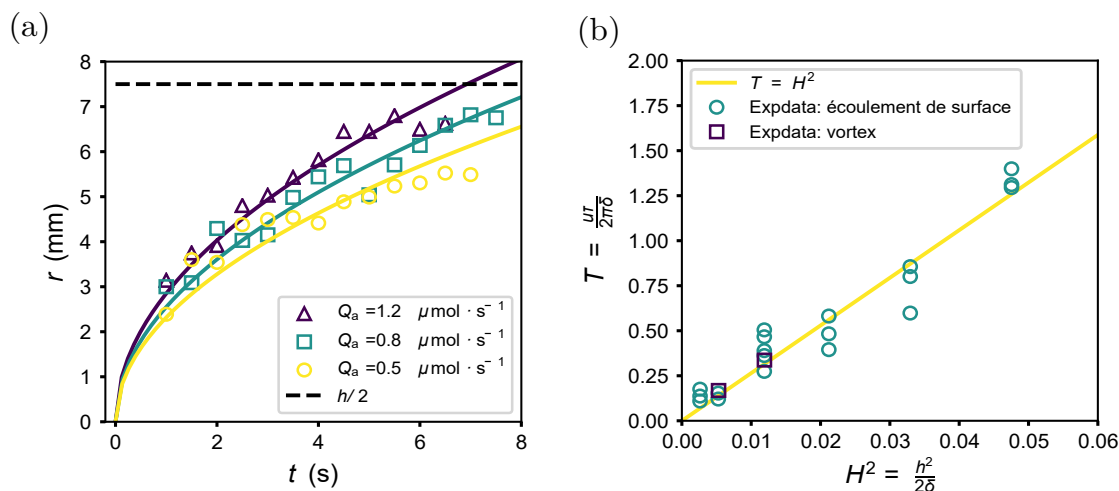 (a)
8
7
6
5
4
3
2
1
0
r (mm)
Qₐ =1.2 μmol · s⁻¹
Qₐ =0.8 μmol · s⁻¹
Qₐ =0.5 μmol · s⁻¹
h/2
0 2 4 6 8
t (s)
(b)
2.00
1.75
1.50
1.25
1.00
0.75
0.50
0.25
0.00
T = uτ/2πδ
T = H²
Expdata: écoulement de surface
Expdata: vortex
0.00 0.01 0.02 0.03 0.04 0.05 0.06
H² = h²/2δ